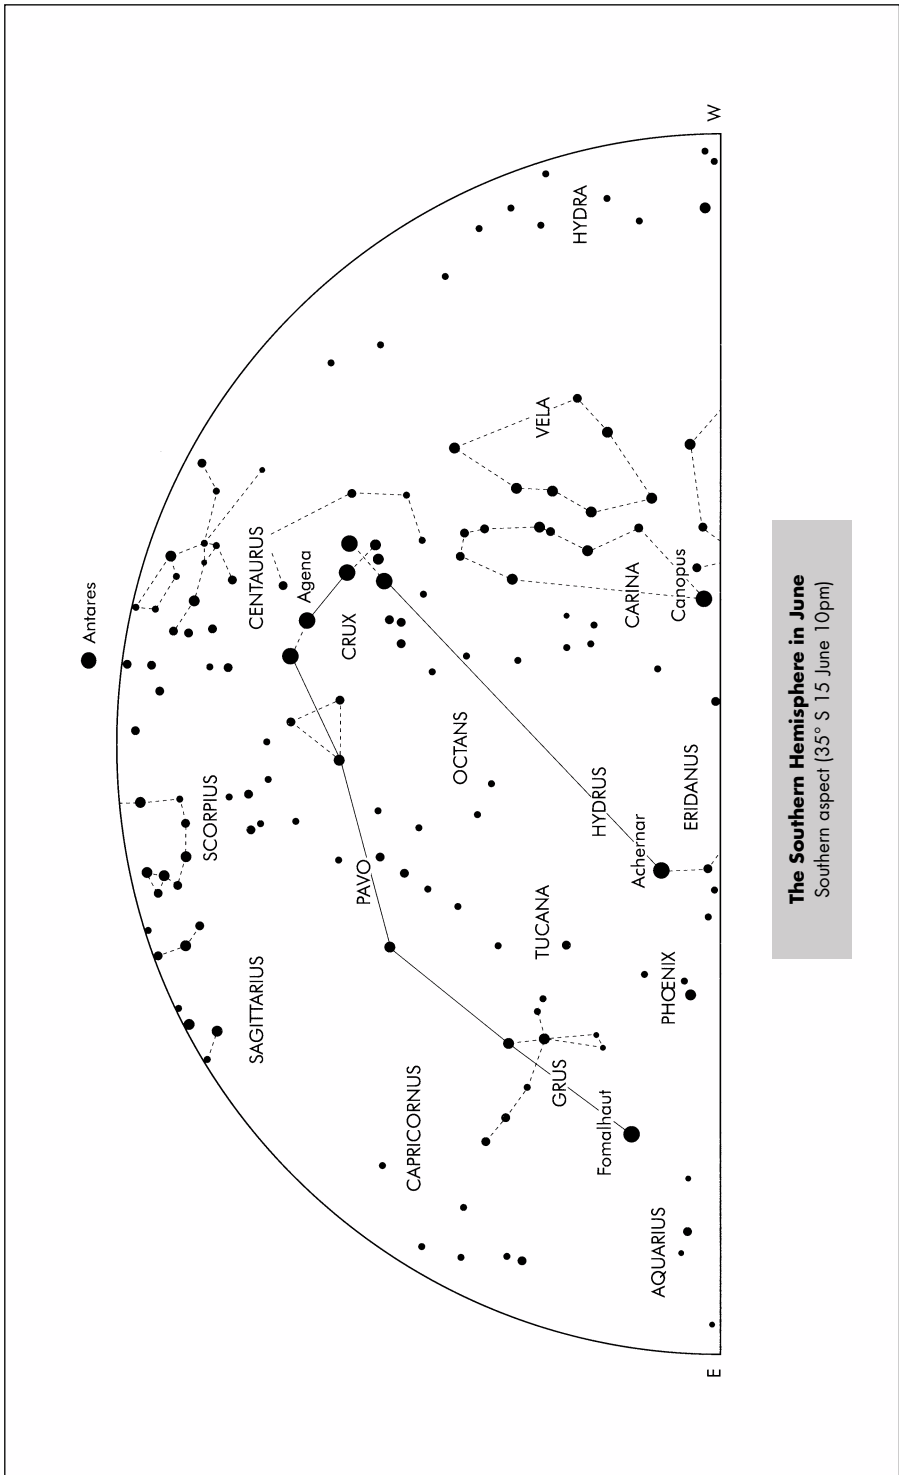 Antares
SCORPIUS
SAGITTARIUS
CENTAURUS
Agena
CRUX
PAVO
CAPRICORNUS
OCTANS
TUCANA
VELA
GRUS
HYDRA
HYDRUS
Fomalhaut
CARINA
Achernar
AQUARIUS
PHŒNIX
Canopus
ERIDANUS
E
W
The Southern Hemisphere in June
Southern aspect (35° S 15 June 10pm)